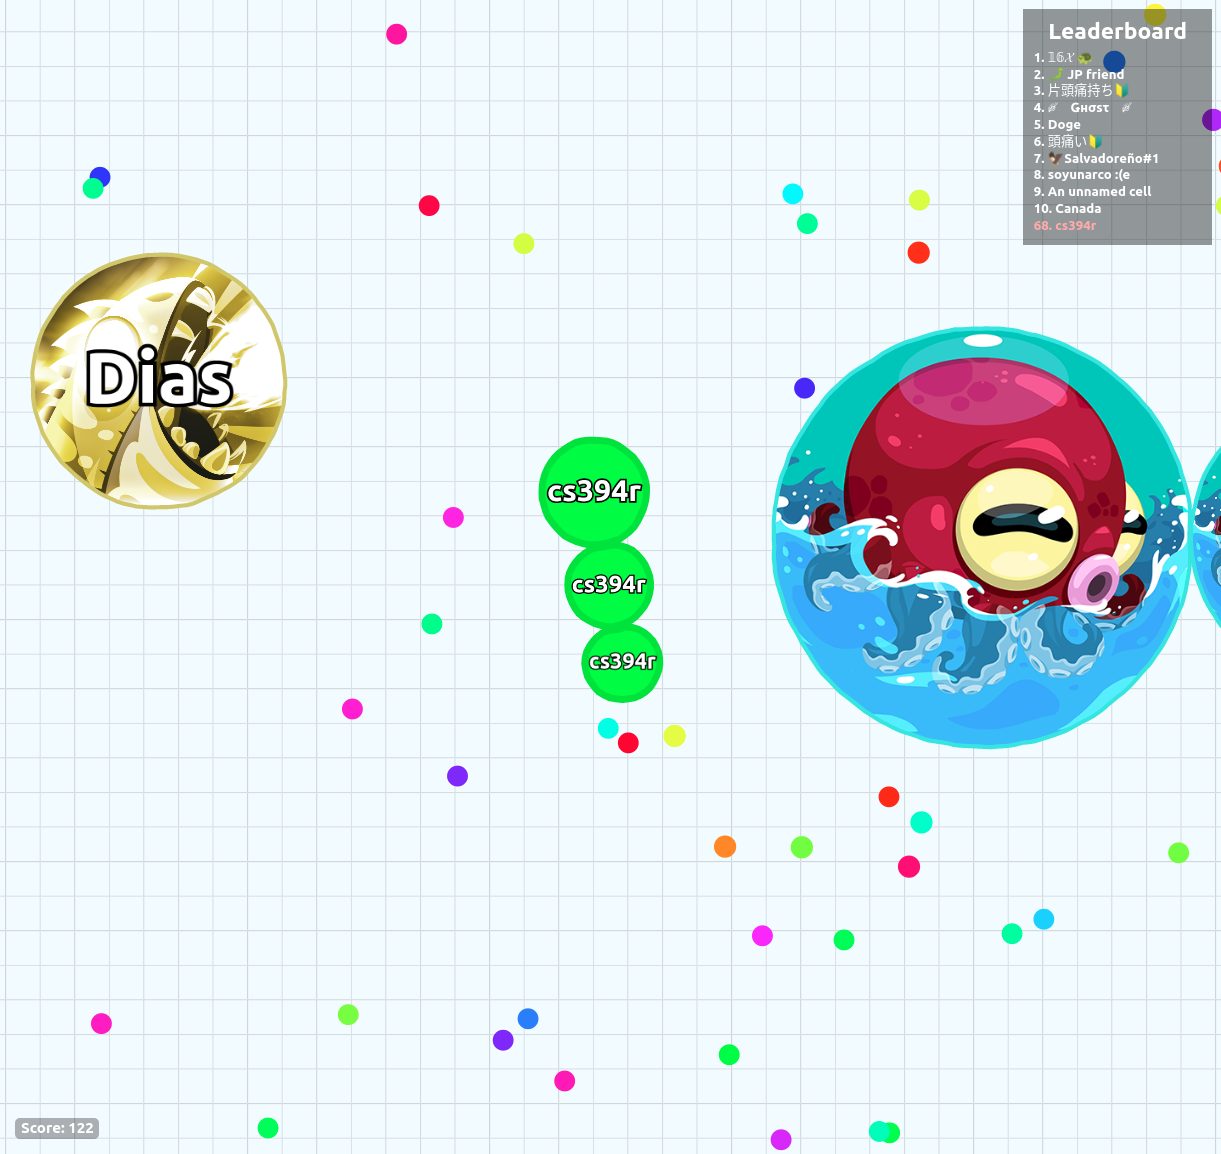 Leaderboard
1. 𝟙𝟞𝓧 🐢
2. JP friend
3. 片頭痛持ち🔰
4. Ǥʜσsτ
5. Doge
6. 頭痛い🔰
7. 🦅Salvadoreño#1
8. soyunarco :(e
9. An unnamed cell
10. Canada
68. cs394r
Dias
cs394r
cs394r
cs394r
Score: 122